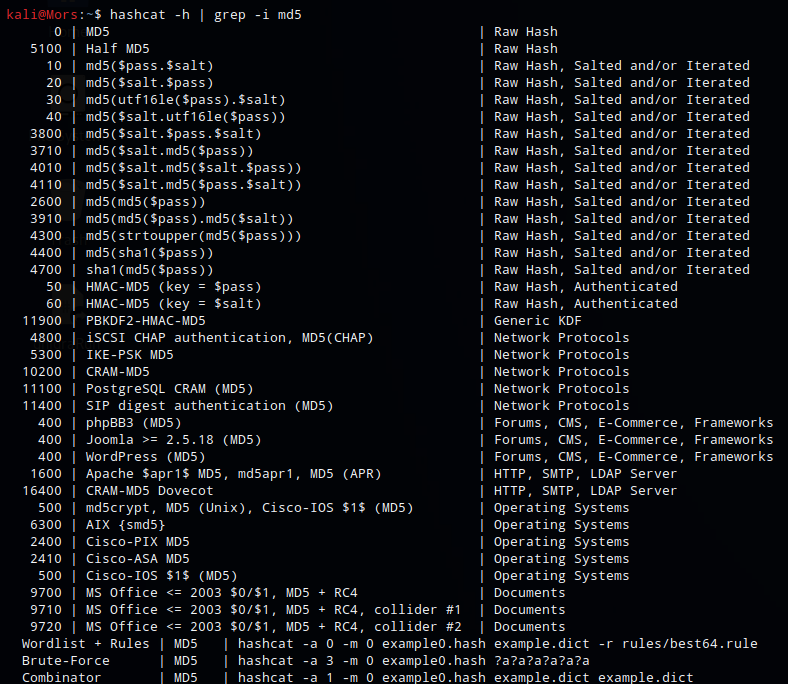 kali@Mors:~$ hashcat -h | grep -i md5
0 | MD5 | Raw Hash
5100 | Half MD5 | Raw Hash
10 | md5($pass.$salt) | Raw Hash, Salted and/or Iterated
20 | md5($salt.$pass) | Raw Hash, Salted and/or Iterated
30 | md5(utf16le($pass).$salt) | Raw Hash, Salted and/or Iterated
40 | md5($salt.utf16le($pass)) | Raw Hash, Salted and/or Iterated
3800 | md5($salt.$pass.$salt) | Raw Hash, Salted and/or Iterated
3710 | md5($salt.md5($pass)) | Raw Hash, Salted and/or Iterated
4010 | md5($salt.md5($salt.$pass)) | Raw Hash, Salted and/or Iterated
4110 | md5($salt.md5($pass.$salt)) | Raw Hash, Salted and/or Iterated
2600 | md5(md5($pass)) | Raw Hash, Salted and/or Iterated
3910 | md5(md5($pass).md5($salt)) | Raw Hash, Salted and/or Iterated
4300 | md5(strtoupper(md5($pass))) | Raw Hash, Salted and/or Iterated
4400 | md5(sha1($pass)) | Raw Hash, Salted and/or Iterated
4700 | sha1(md5($pass)) | Raw Hash, Salted and/or Iterated
50 | HMAC-MD5 (key = $pass) | Raw Hash, Authenticated
60 | HMAC-MD5 (key = $salt) | Raw Hash, Authenticated
11900 | PBKDF2-HMAC-MD5 | Generic KDF
4800 | iSCSI CHAP authentication, MD5(CHAP) | Network Protocols
5300 | IKE-PSK MD5 | Network Protocols
10200 | CRAM-MD5 | Network Protocols
11100 | PostgreSQL CRAM (MD5) | Network Protocols
11400 | SIP digest authentication (MD5) | Network Protocols
400 | phpBB3 (MD5) | Forums, CMS, E-Commerce, Frameworks
400 | Joomla >= 2.5.18 (MD5) | Forums, CMS, E-Commerce, Frameworks
400 | WordPress (MD5) | Forums, CMS, E-Commerce, Frameworks
1600 | Apache $apr1$ MD5, md5apr1, MD5 (APR) | HTTP, SMTP, LDAP Server
16400 | CRAM-MD5 Dovecot | HTTP, SMTP, LDAP Server
500 | md5crypt, MD5 (Unix), Cisco-IOS $1$ (MD5) | Operating Systems
6300 | AIX {smd5} | Operating Systems
2400 | Cisco-PIX MD5 | Operating Systems
2410 | Cisco-ASA MD5 | Operating Systems
500 | Cisco-IOS $1$ (MD5) | Operating Systems
9700 | MS Office <= 2003 $0/$1, MD5 + RC4 | Documents
9710 | MS Office <= 2003 $0/$1, MD5 + RC4, collider #1 | Documents
9720 | MS Office <= 2003 $0/$1, MD5 + RC4, collider #2 | Documents
Wordlist + Rules | MD5 | hashcat -a 0 -m 0 example0.hash example.dict -r rules/best64.rule
Brute-Force | MD5 | hashcat -a 3 -m 0 example0.hash ?a?a?a?a?a?a
Combinator | MD5 | hashcat -a 1 -m 0 example0.hash example.dict example.dict